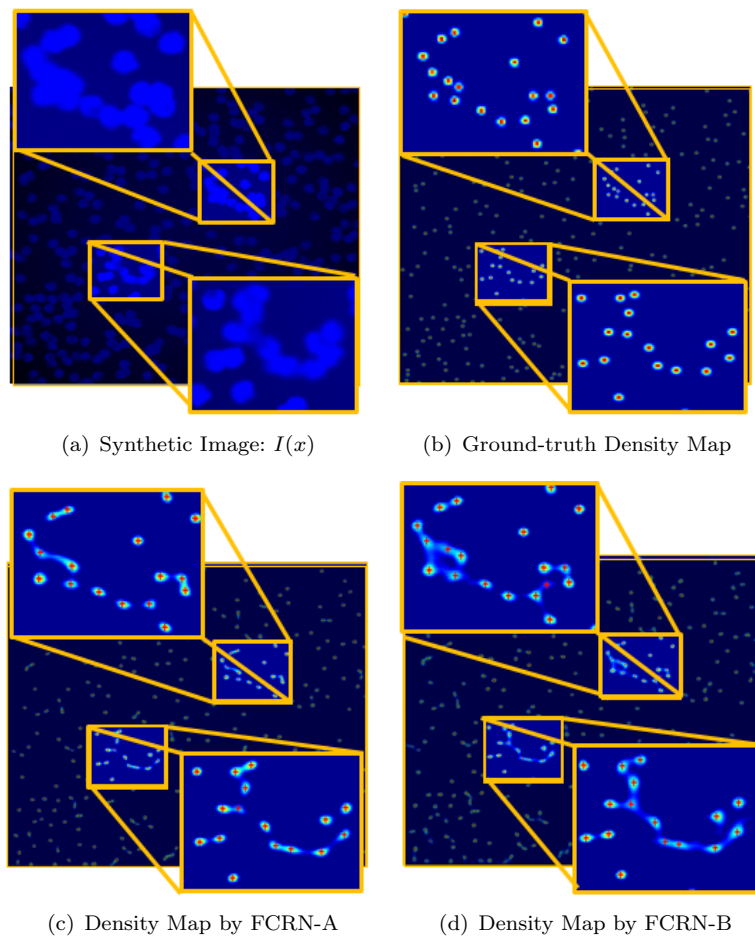 (a) Synthetic Image: I(x)
(b) Ground-truth Density Map
(c) Density Map by FCRN-A
(d) Density Map by FCRN-B